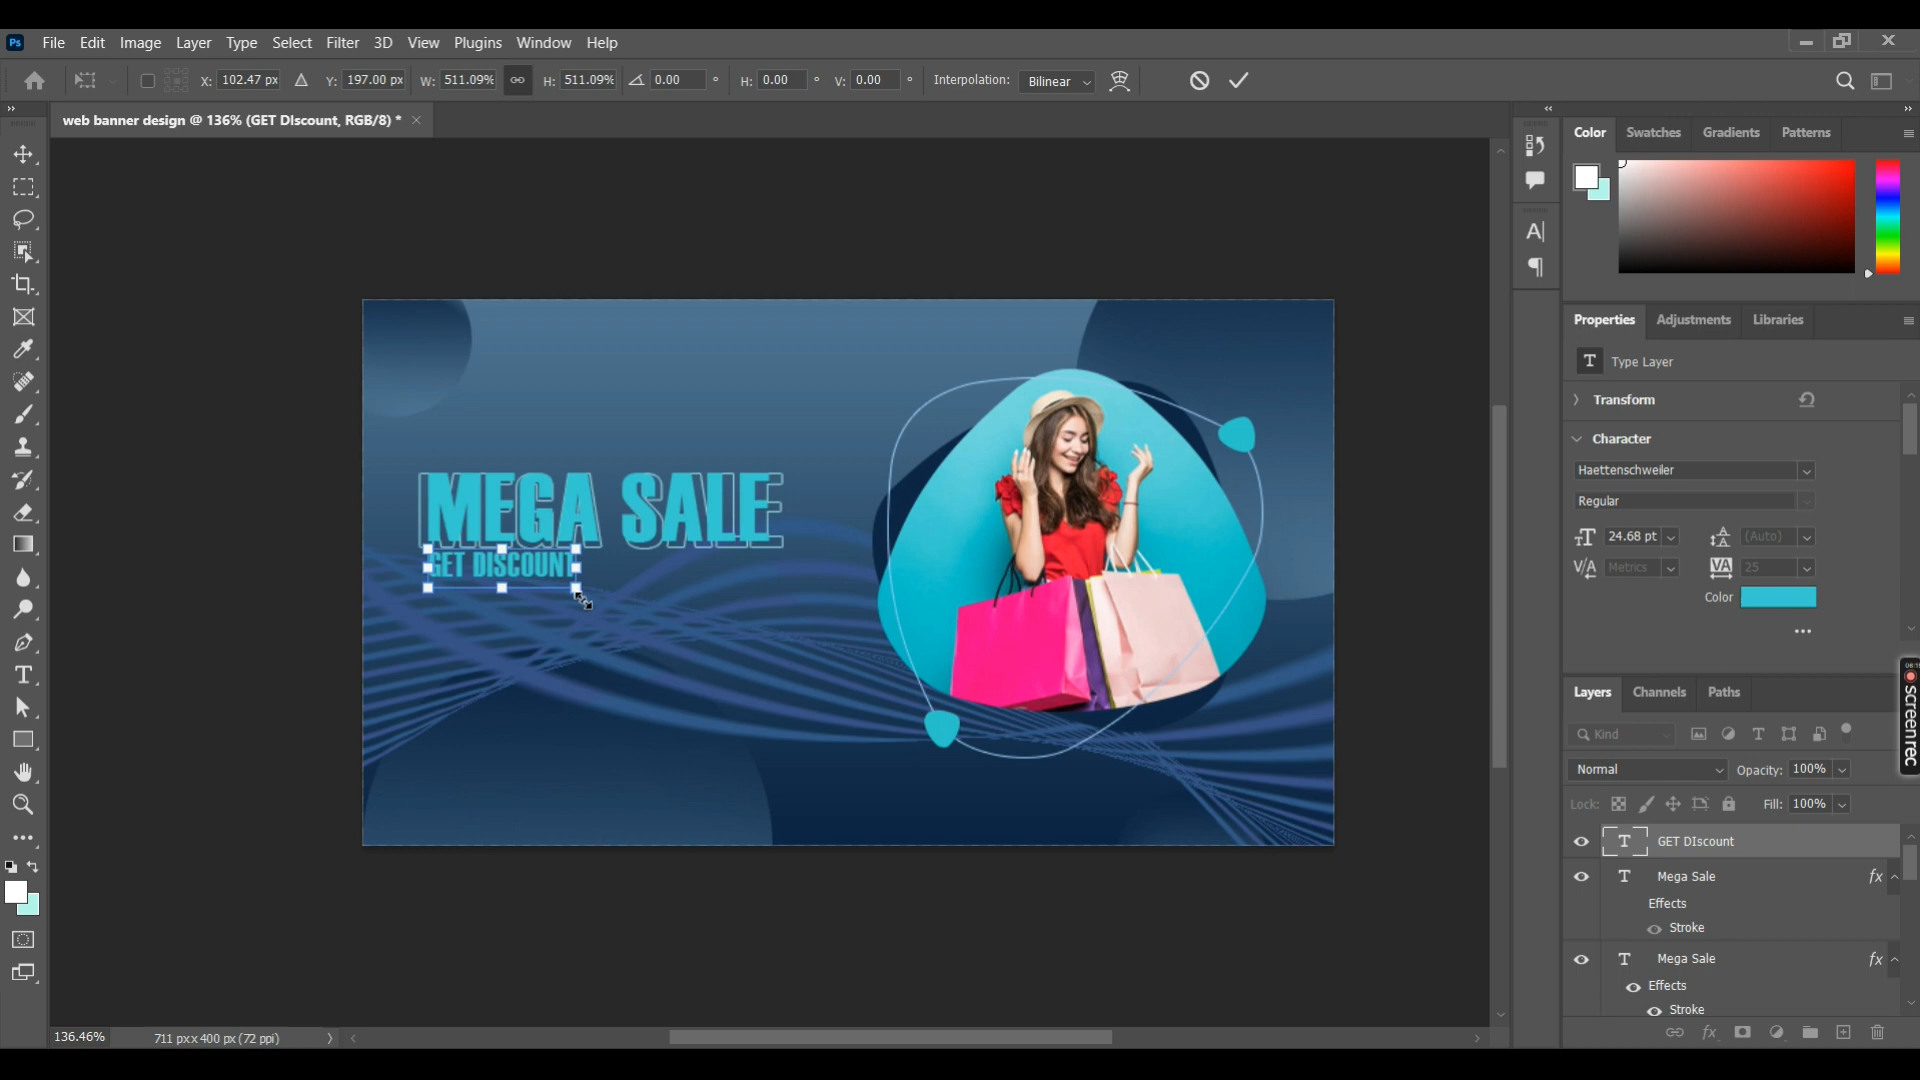 Ps File Edit Image Layer Type Select Filter 3D View Plugins Window Help
X: 102.47 px Y: 197.00 px W: 511.09% H: 511.09% 0.00 ° H: 0.00 ° V: 0.00 ° Interpolation: Bilinear
web banner design @ 136% (GET DIscount, RGB/8) *
Color Swatches Gradients Patterns
Properties Adjustments Libraries
T Type Layer
Transform
Character
Haettenschweiler
Regular
24.68 pt (Auto)
Metrics 25
Color
MEGA SALE
GET DISCOUNT
Layers Channels Paths
Kind
Normal Opacity: 100%
Lock: Fill: 100%
T GET DIscount
T Mega Sale fx
Effects
Stroke
T Mega Sale fx
Effects
Stroke
screenrec
136.46% 711 px x 400 px (72 ppi)